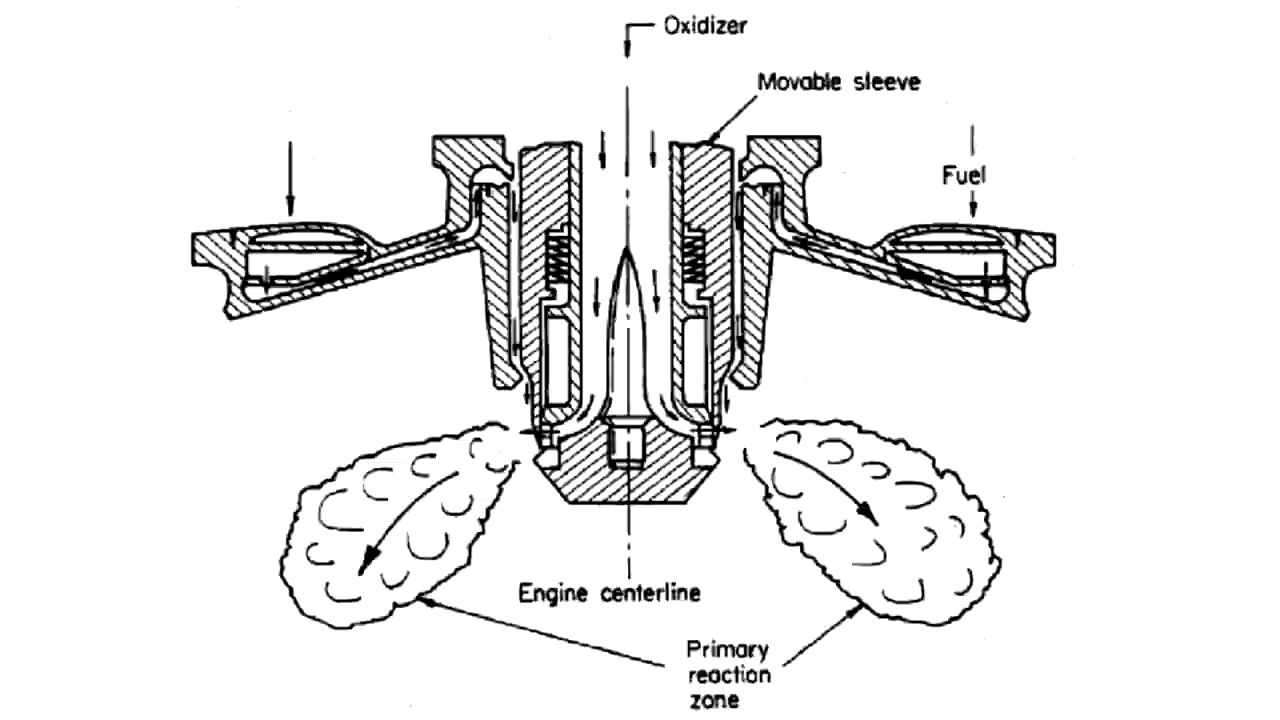 Oxidizer
Movable sleeve
Fuel
Engine centerline
Primary
reaction
zone